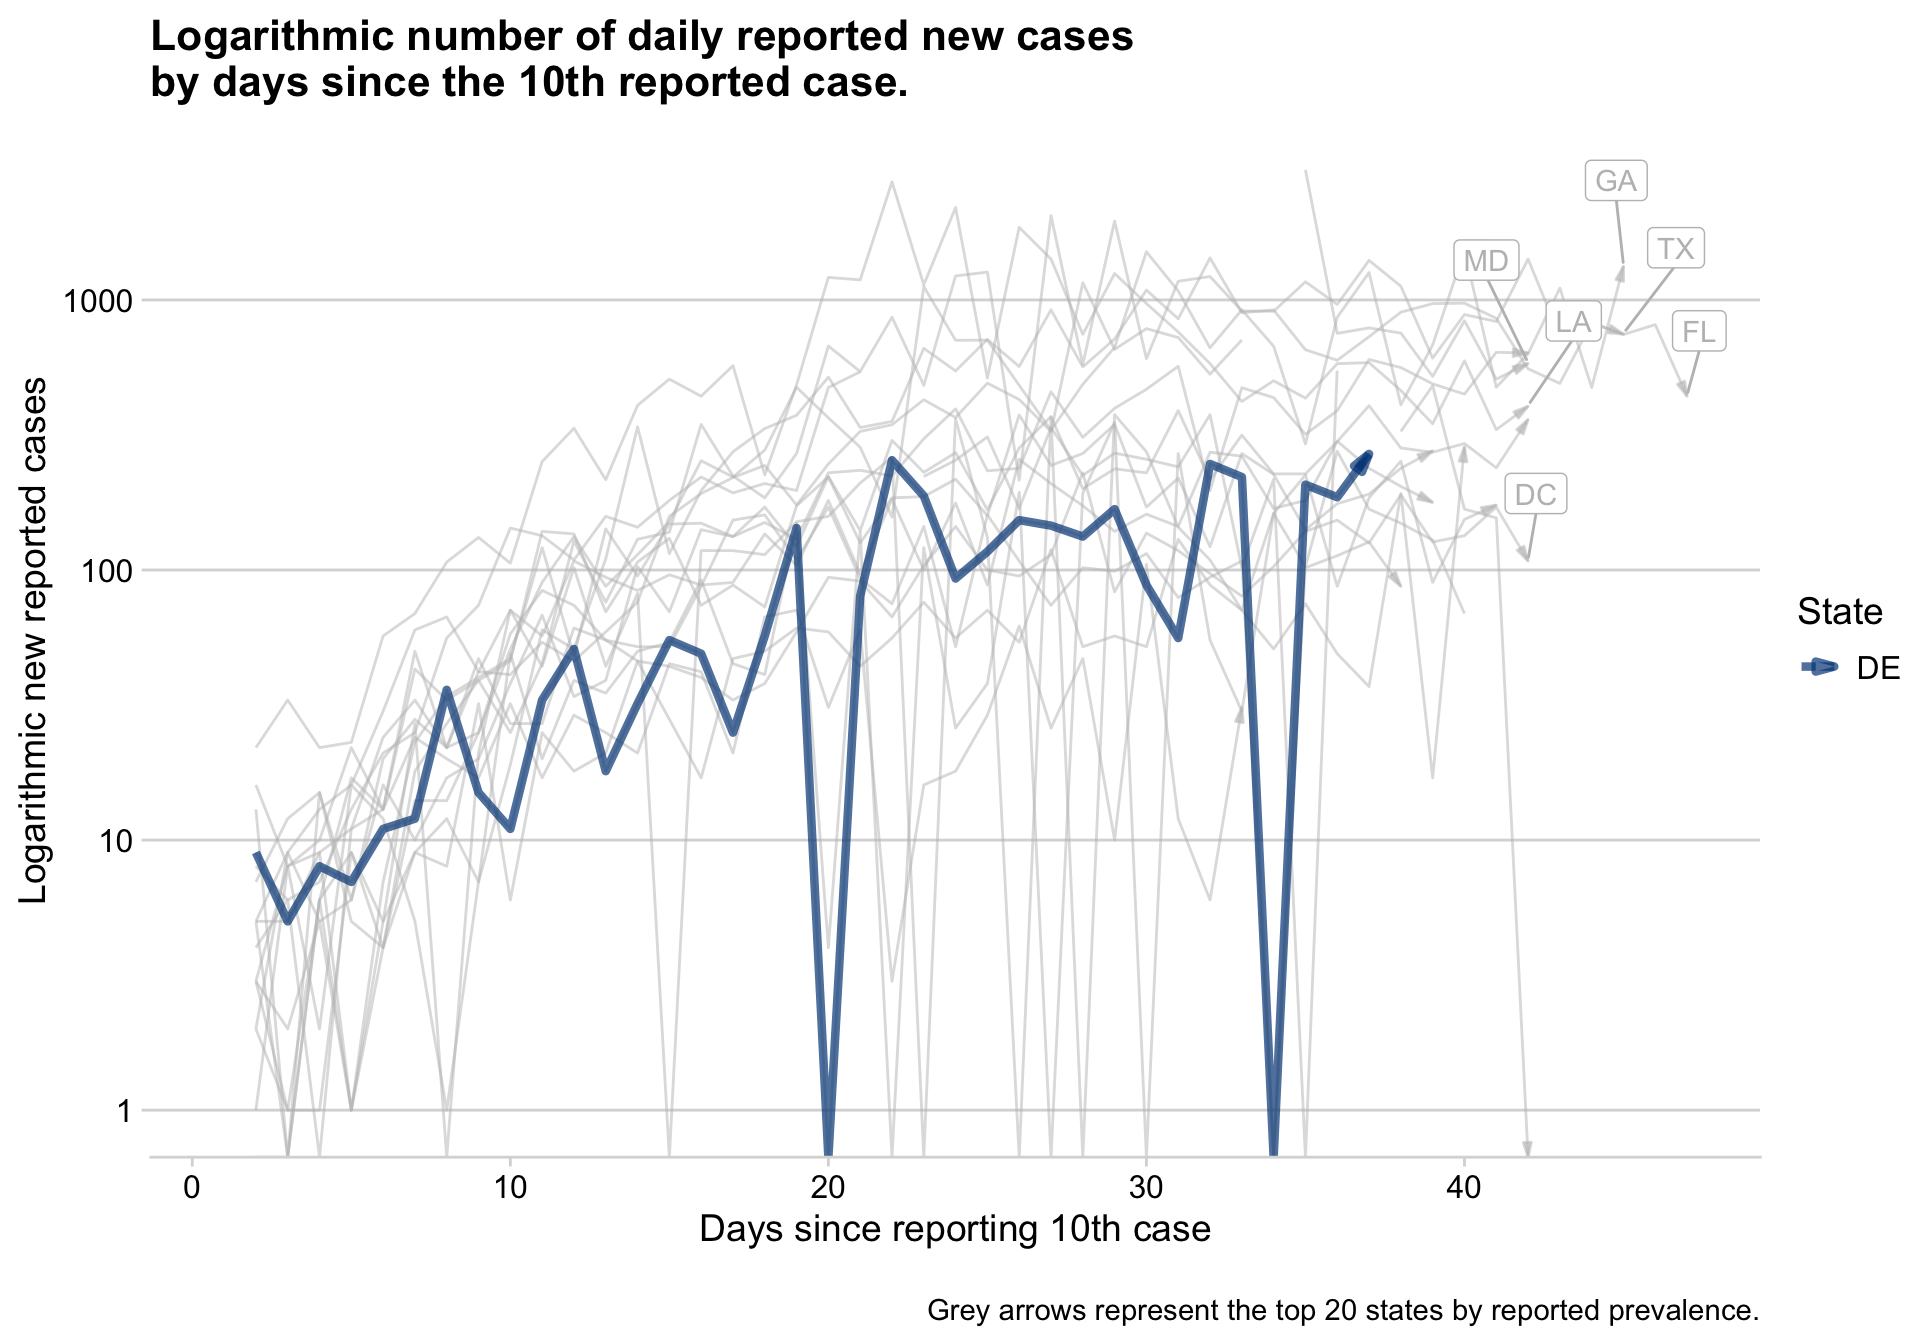 Logarithmic number of daily reported new cases
by days since the 10th reported case.
GA
TX
MD
LA
FL
DC
1000
100
10
1
Logarithmic new reported cases
0 10 20 30 40
Days since reporting 10th case
State
DE
Grey arrows represent the top 20 states by reported prevalence.